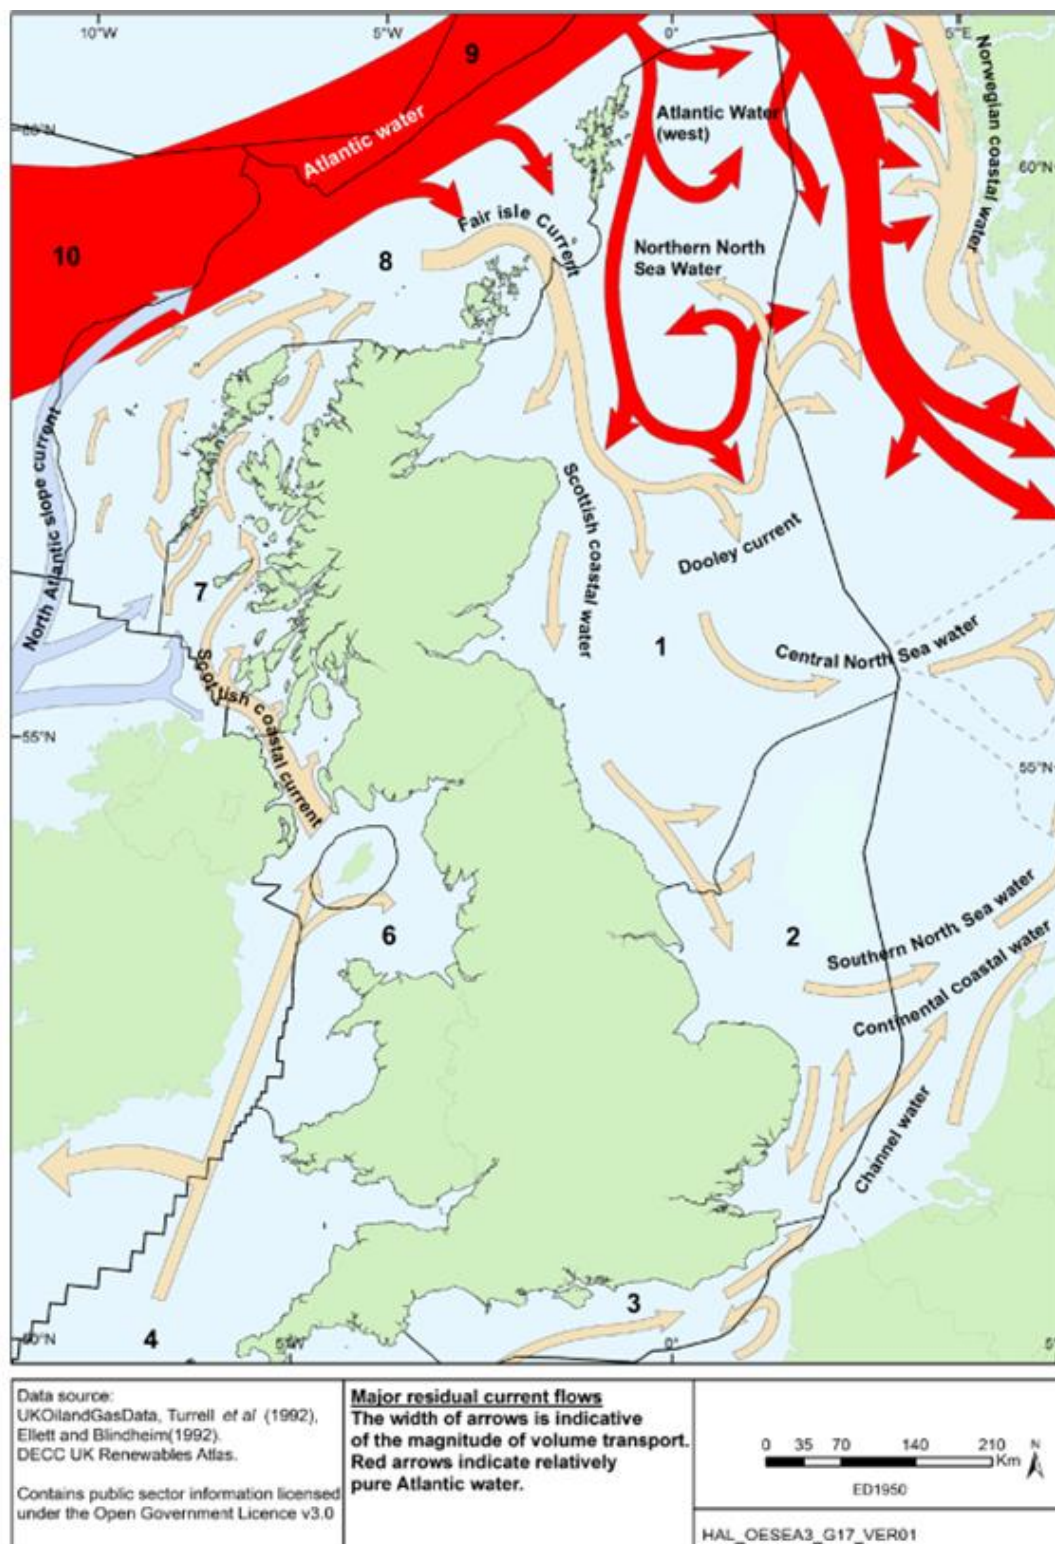 10°W
5°W
0°
5°E
9
Atlantic water
Atlantic Water
(west)
Norwegian coastal water
60°N
10
Fair isle Current
8
Northern North
Sea Water
North Atlantic slope current
Scottish coastal water
Dooley current
7
1
Central North Sea water
Scottish coastal current
55°N
55°N
6
2
Southern North Sea water
Continental coastal water
Channel water
3
4
50°N
5°W
0°
Data source:
UKOilandGasData, Turrell et al (1992),
Ellett and Blindheim(1992).
DECC UK Renewables Atlas.
Contains public sector information licensed
under the Open Government Licence v3.0
Major residual current flows
The width of arrows is indicative
of the magnitude of volume transport.
Red arrows indicate relatively
pure Atlantic water.
0 35 70 140 210
Km
N
ED1950
HAL_OESEA3_G17_VER01